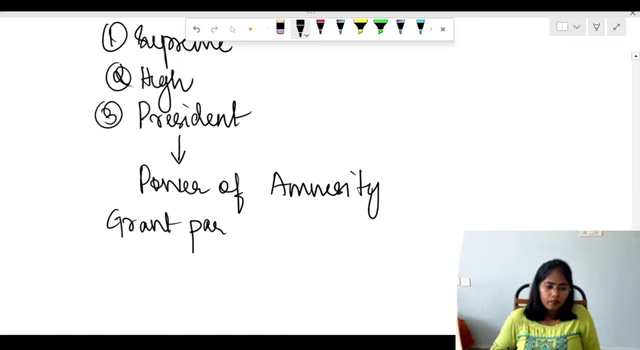 ① Supreme
② High
③ President
↓
Power of Amnesity
Grant par